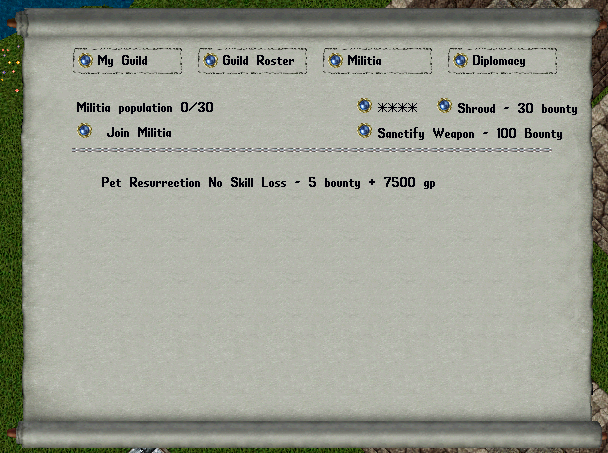 My Guild Guild Roster Militia Diplomacy
Militia population 0/30 **** Shroud - 30 bounty
Join Militia Sanctify Weapon - 100 Bounty
Pet Resurrection No Skill Loss - 5 bounty + 7500 gp